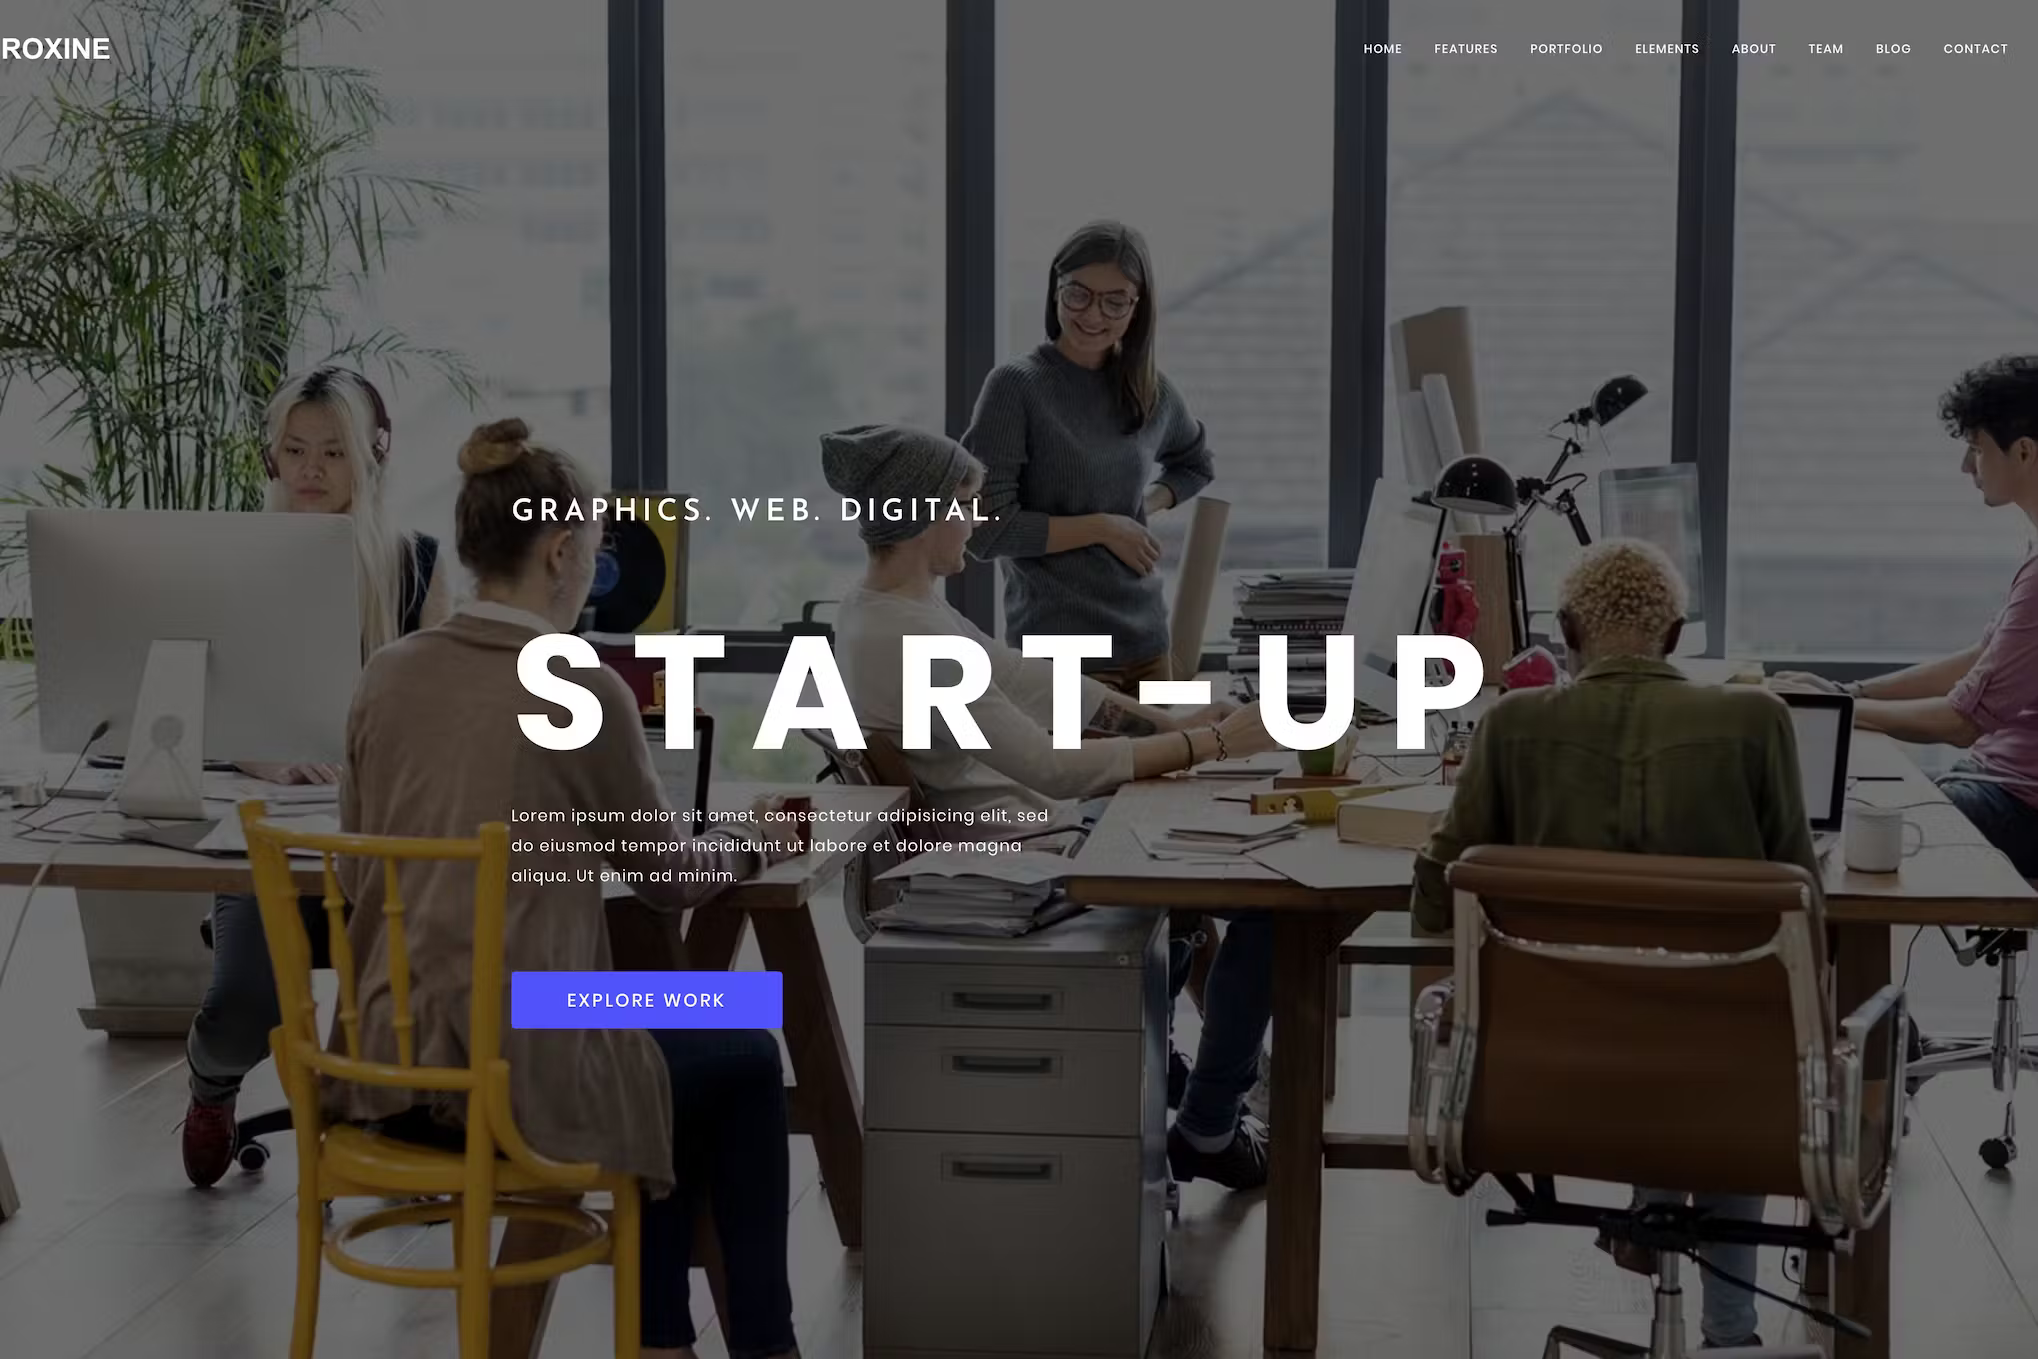 ROXINE
HOME FEATURES PORTFOLIO ELEMENTS ABOUT TEAM BLOG CONTACT
GRAPHICS. WEB. DIGITAL.
START-UP
Lorem ipsum dolor sit amet, consectetur adipisicing elit, sed
do eiusmod tempor incididunt ut labore et dolore magna
aliqua. Ut enim ad minim.
EXPLORE WORK